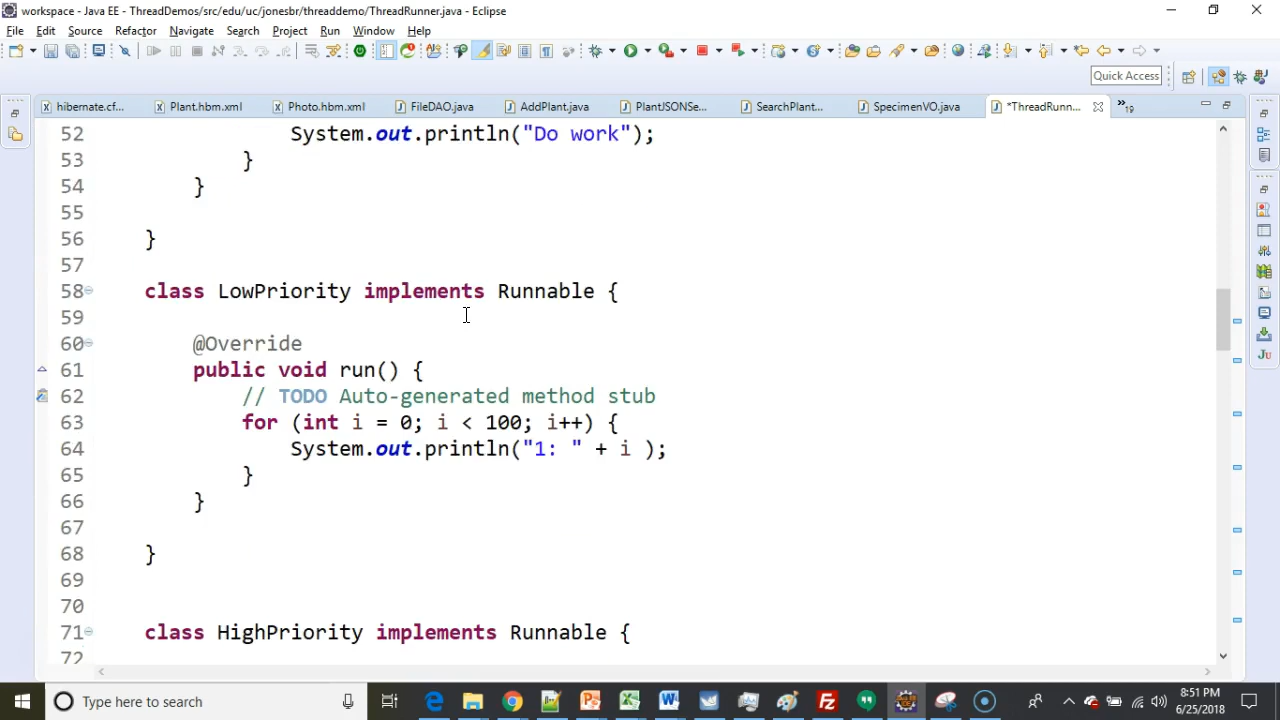 workspace - Java EE - ThreadDemos/src/edu/uc/jonesbr/threaddemo/ThreadRunner.java - Eclipse
File Edit Source Refactor Navigate Search Project Run Window Help
Quick Access
hibernate.cf... Plant.hbm.xml Photo.hbm.xml FileDAO.java AddPlant.java PlantJSONSe... SearchPlant... SpecimenVO.java *ThreadRunn... »19
52 System.out.println("Do work");
53 }
54 }
55
56 }
57
58 class LowPriority implements Runnable {
59
60 @Override
61 public void run() {
62 // TODO Auto-generated method stub
63 for (int i = 0; i < 100; i++) {
64 System.out.println("1: " + i );
65 }
66 }
67
68 }
69
70
71 class HighPriority implements Runnable {
72
Type here to search
8:51 PM
6/25/2018